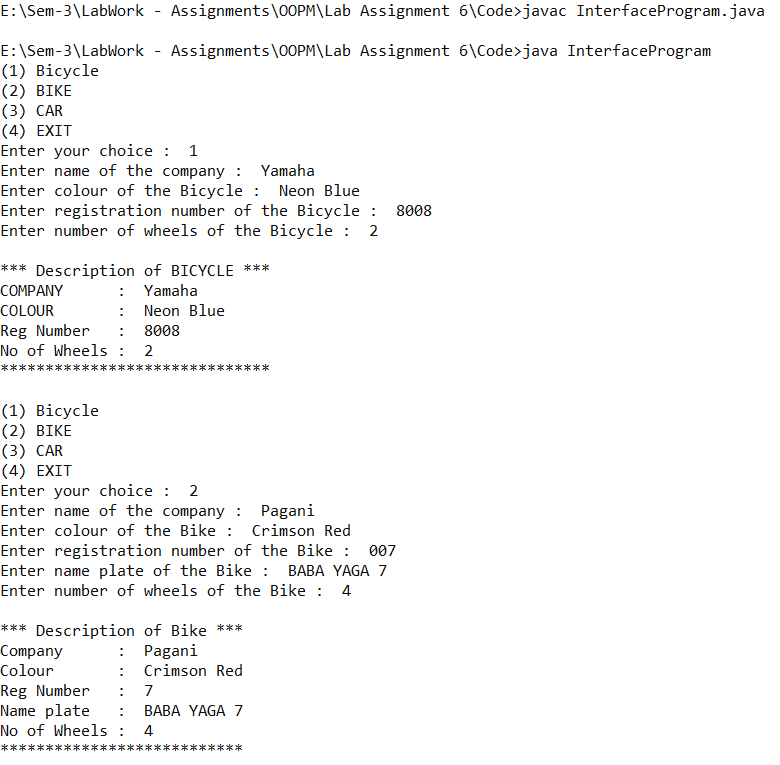 E:\Sem-3\LabWork - Assignments\OOPM\Lab Assignment 6\Code>javac InterfaceProgram.java
E:\Sem-3\LabWork - Assignments\OOPM\Lab Assignment 6\Code>java InterfaceProgram
(1) Bicycle
(2) BIKE
(3) CAR
(4) EXIT
Enter your choice :  1
Enter name of the company :  Yamaha
Enter colour of the Bicycle :  Neon Blue
Enter registration number of the Bicycle :  8008
Enter number of wheels of the Bicycle :  2
*** Description of BICYCLE ***
COMPANY      :  Yamaha
COLOUR       :  Neon Blue
Reg Number   :  8008
No of Wheels :  2
******************************
(1) Bicycle
(2) BIKE
(3) CAR
(4) EXIT
Enter your choice :  2
Enter name of the company :  Pagani
Enter colour of the Bike :  Crimson Red
Enter registration number of the Bike :  007
Enter name plate of the Bike :  BABA YAGA 7
Enter number of wheels of the Bike :  4
*** Description of Bike ***
Company      :  Pagani
Colour       :  Crimson Red
Reg Number   :  7
Name plate   :  BABA YAGA 7
No of Wheels :  4
***************************